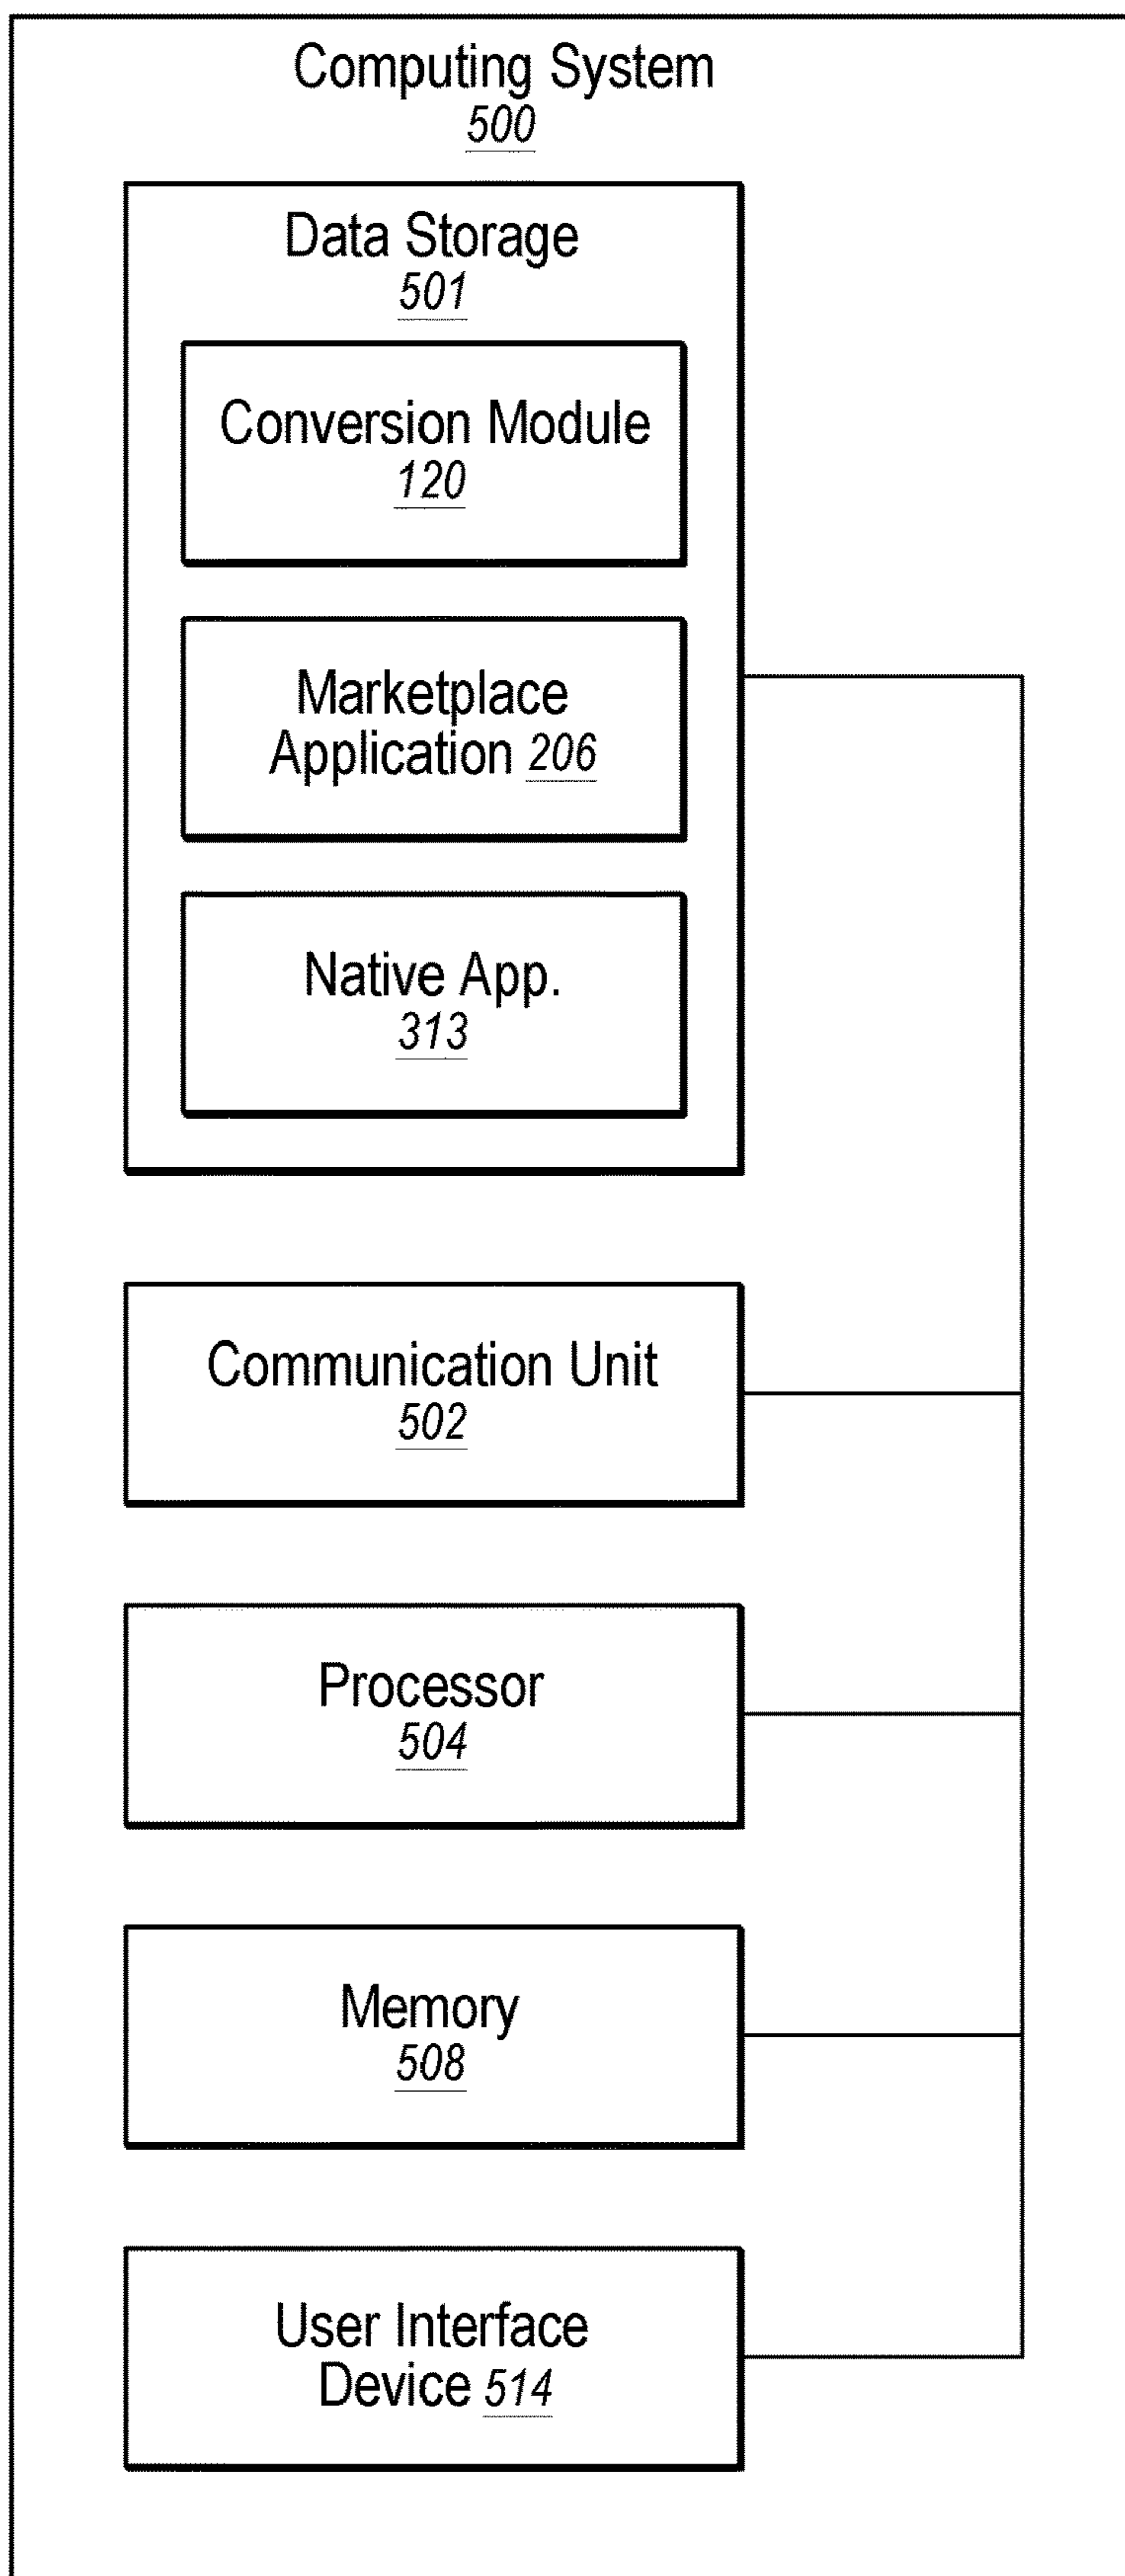 Computing System
500
Data Storage
501
Conversion Module
120
Marketplace
Application 206
Native App.
313
Communication Unit
502
Processor
504
Memory
508
User Interface
Device 514